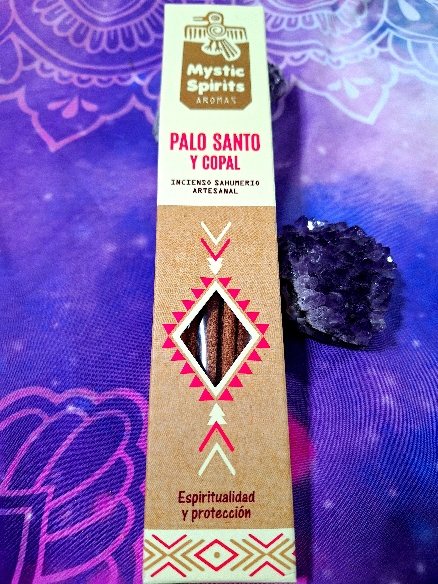 Mystic
Spirits
AROMAS
PALO SANTO
Y COPAL
INCIENSO SAHUMERIO
ARTESANAL
Espiritualidad
y protección